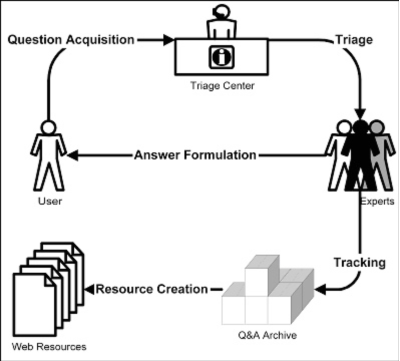 Question Acquisition
Triage
Triage Center
Answer Formulation
User
Experts
Tracking
Resource Creation
Web Resources
Q&A Archive